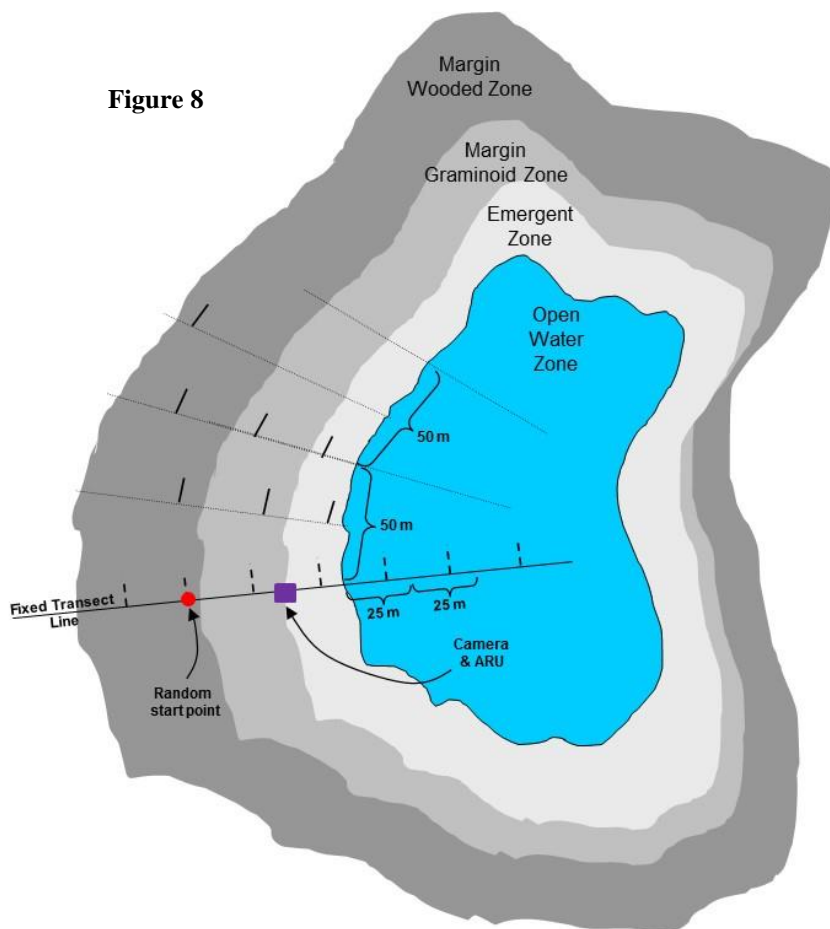 Figure 8
Margin
Wooded Zone
Margin
Graminoid Zone
Emergent
Zone
Open
Water
Zone
50 m
50 m
25 m
25 m
Fixed Transect
Line
Camera
& ARU
Random
start point